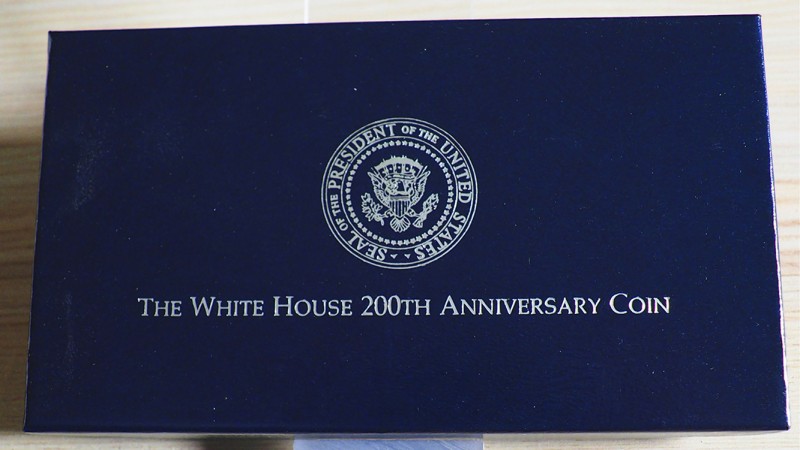 SEAL OF THE PRESIDENT OF THE UNITED STATES
THE WHITE HOUSE 200TH ANNIVERSARY COIN